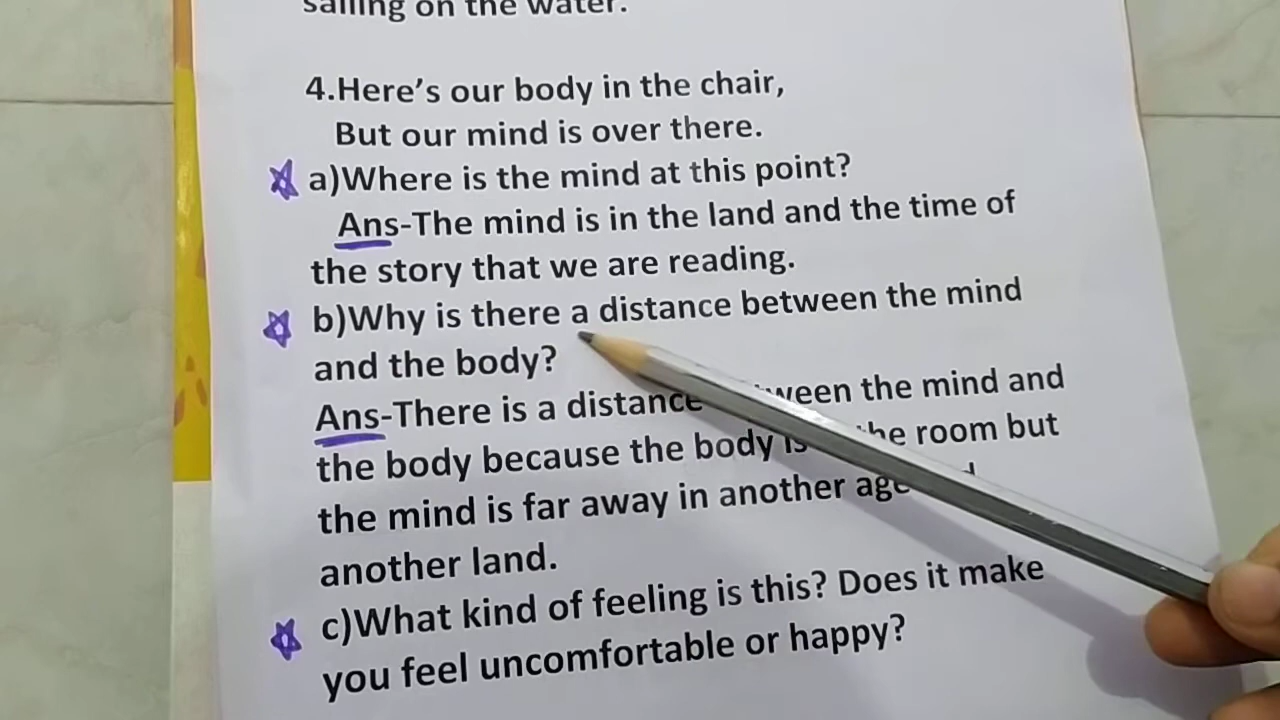 sailing on the water.
4.Here's our body in the chair,
But our mind is over there.
a)Where is the mind at this point?
Ans-The mind is in the land and the time of
the story that we are reading.
b)Why is there a distance between the mind
and the body?
Ans-There is a distance between the mind and
the body because the body is the room but
the mind is far away in another age
another land.
c)What kind of feeling is this? Does it make
you feel uncomfortable or happy?